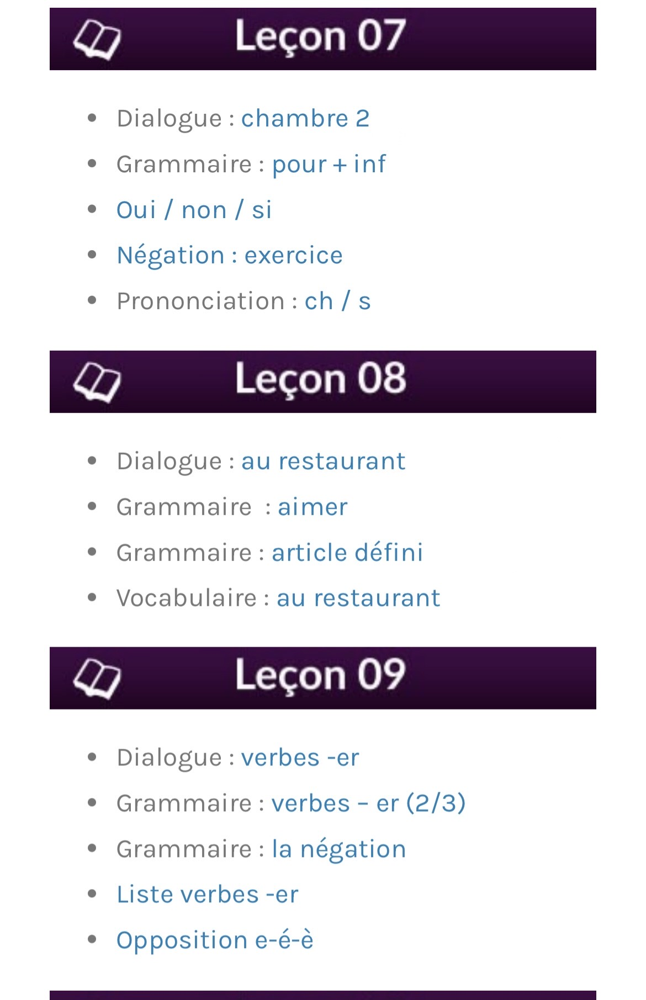 Leçon 07
Dialogue : chambre 2
Grammaire : pour + inf
Oui / non / si
Négation : exercice
Prononciation : ch / s
Leçon 08
Dialogue : au restaurant
Grammaire  : aimer
Grammaire : article défini
Vocabulaire : au restaurant
Leçon 09
Dialogue : verbes -er
Grammaire : verbes – er (2/3)
Grammaire : la négation
Liste verbes -er
Opposition e-é-è